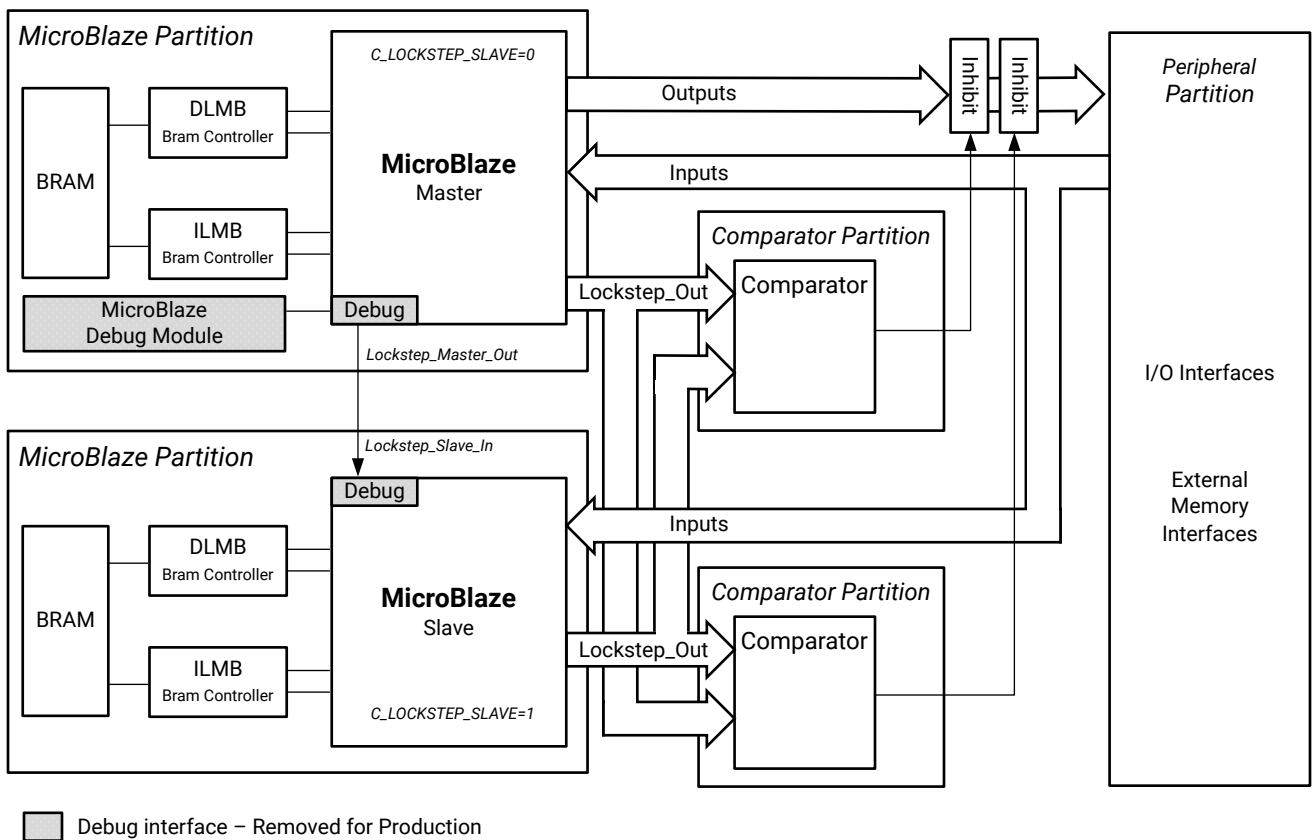 MicroBlaze Partition
C_LOCKSTEP_SLAVE=0
DLMB
Bram Controller
BRAM
MicroBlaze
Master
ILMB
Bram Controller
MicroBlaze
Debug Module
Debug
Lockstep_Master_Out
Outputs
Inhibit
Inhibit
Inputs
Peripheral
Partition
Comparator Partition
Comparator
Lockstep_Out
I/O Interfaces
External
Memory
Interfaces
MicroBlaze Partition
Lockstep_Slave_In
Debug
DLMB
Bram Controller
BRAM
MicroBlaze
Slave
ILMB
Bram Controller
C_LOCKSTEP_SLAVE=1
Inputs
Comparator Partition
Comparator
Lockstep_Out
Debug interface – Removed for Production